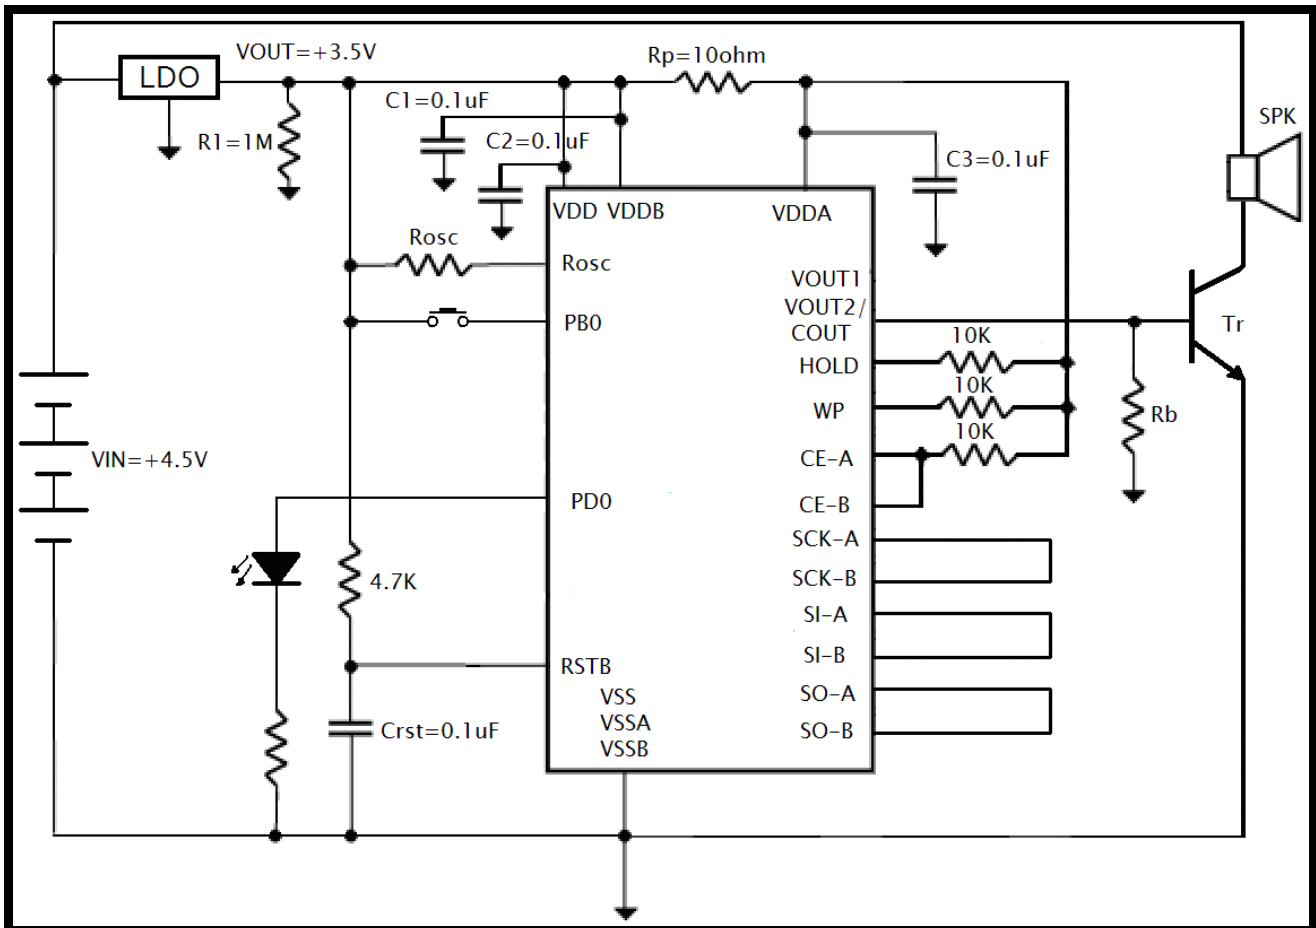 VOUT=+3.5V
LDO
Rp=10ohm
C1=0.1uF
R1=1M
C2=0.1uF
SPK
C3=0.1uF
VDD
VDDB
VDDA
Rosc
Rosc
VOUT1
VOUT2/
COUT
PB0
Tr
10K
HOLD
10K
WP
Rb
10K
VIN=+4.5V
CE-A
PD0
CE-B
SCK-A
4.7K
SCK-B
SI-A
SI-B
RSTB
VSS
SO-A
VSSA
Crst=0.1uF
SO-B
VSSB